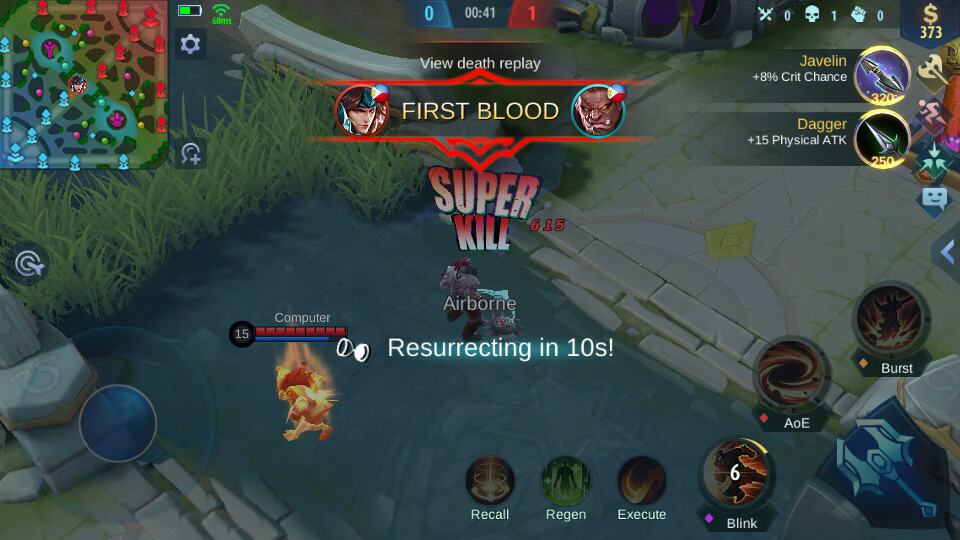 60ms
0
00:41
1
0
1
0
$
373
View death replay
FIRST BLOOD
Javelin
+8% Crit Chance
320
Dagger
+15 Physical ATK
250
SUPER
KILL
615
Airborne
Computer
15
Resurrecting in 10s!
Burst
AoE
6
Recall
Regen
Execute
Blink